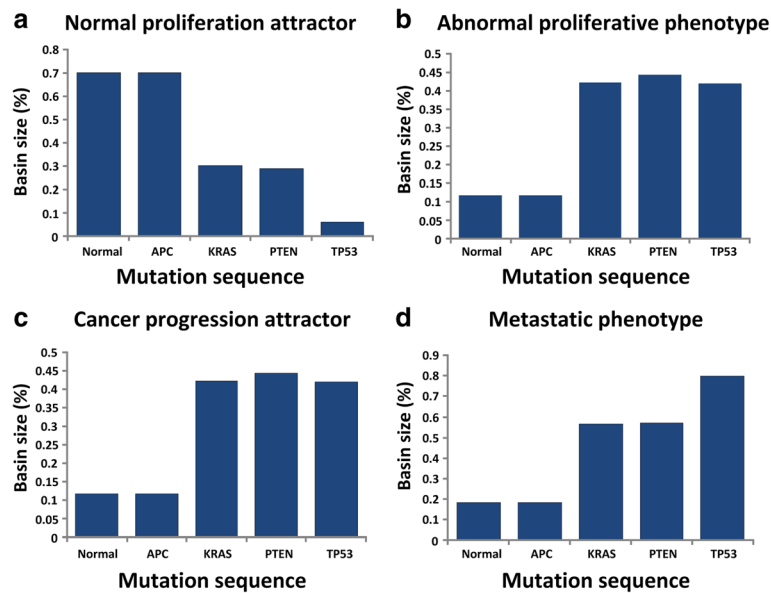 a Normal proliferation attractor
Basin size (%)
0.8
0.7
0.6
0.5
0.4
0.3
0.2
0.1
0
Normal APC KRAS PTEN TP53
Mutation sequence
b Abnormal proliferative phenotype
Basin size (%)
0.5
0.45
0.4
0.35
0.3
0.25
0.2
0.15
0.1
0.05
0
Normal APC KRAS PTEN TP53
Mutation sequence
c Cancer progression attractor
Basin size (%)
0.5
0.45
0.4
0.35
0.3
0.25
0.2
0.15
0.1
0.05
0
Normal APC KRAS PTEN TP53
Mutation sequence
d Metastatic phenotype
Basin size (%)
0.9
0.8
0.7
0.6
0.5
0.4
0.3
0.2
0.1
0
Normal APC KRAS PTEN TP53
Mutation sequence